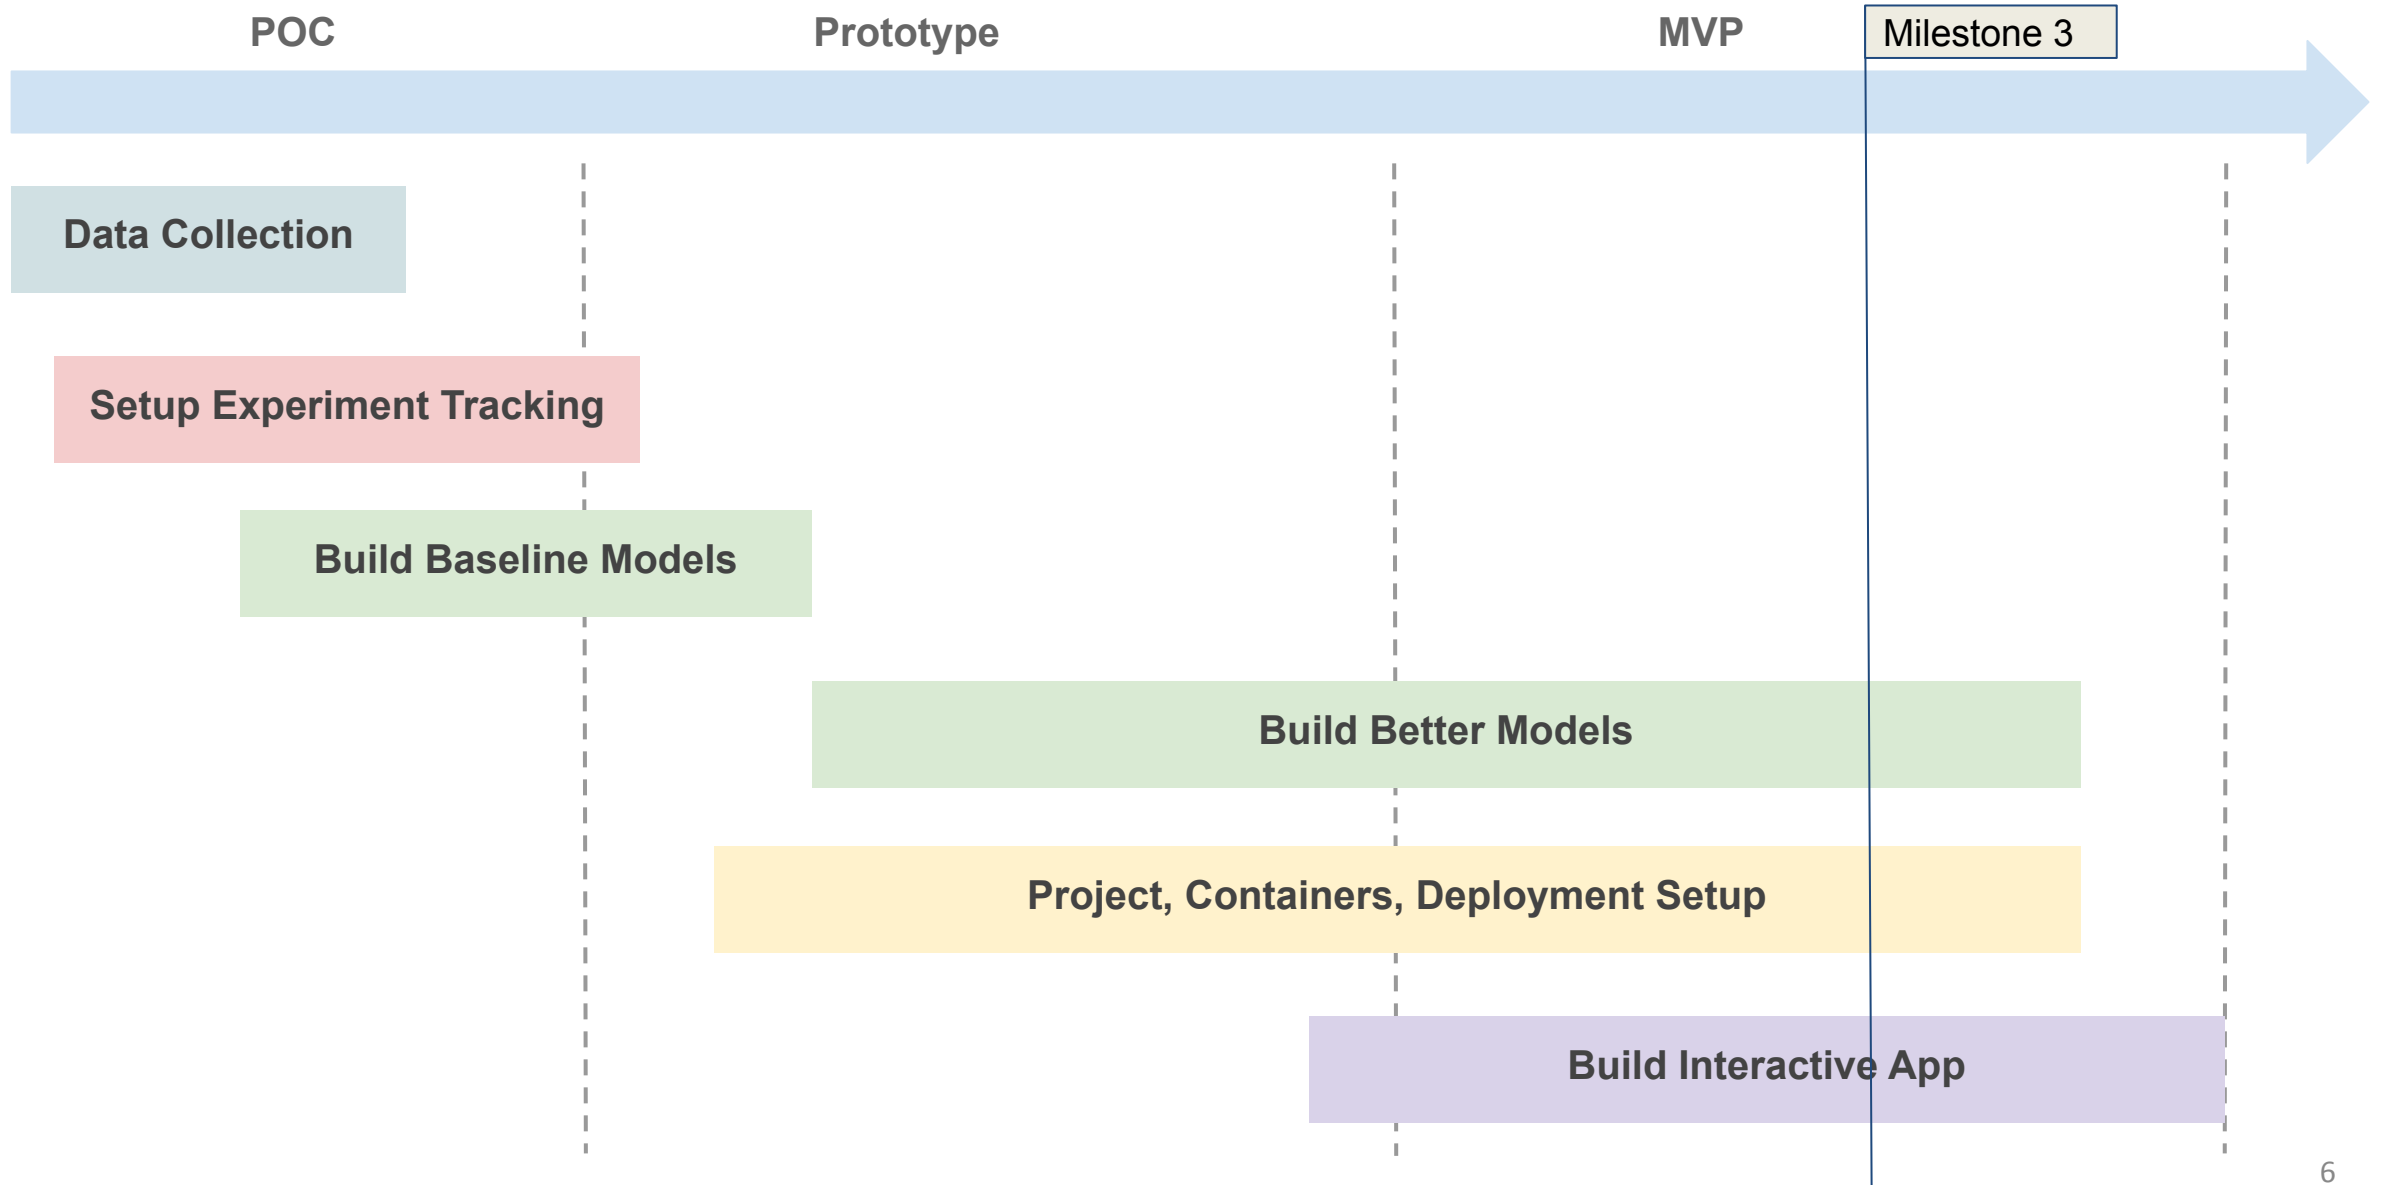 POC
Prototype
MVP
Milestone 3
Data Collection
Setup Experiment Tracking
Build Baseline Models
Build Better Models
Project, Containers, Deployment Setup
Build Interactive App
6